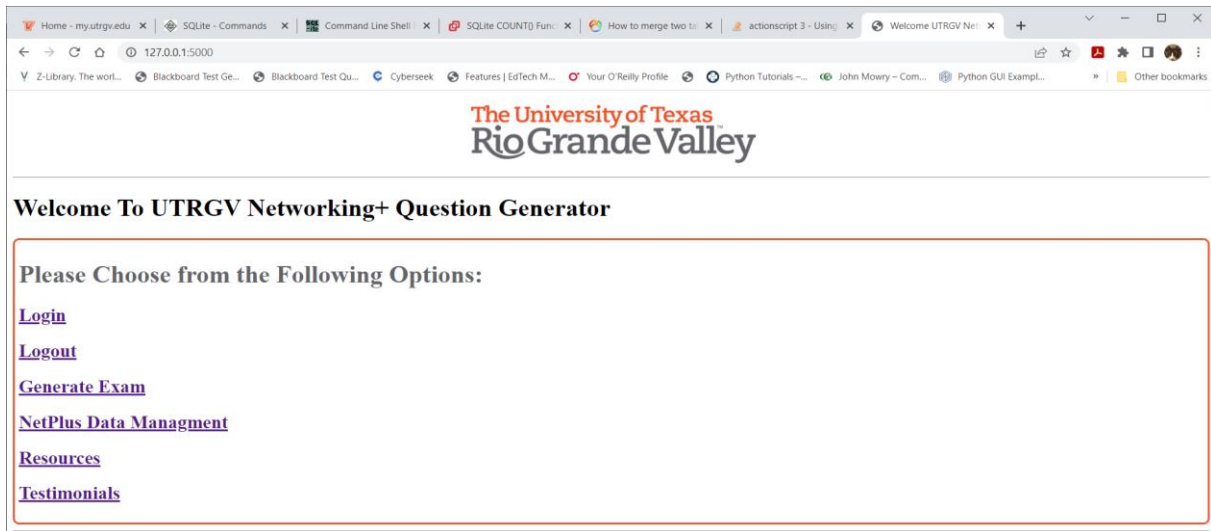 Home - my.utrgv.edu
SQLite - Commands
Command Line Shell
SQLite COUNT() Func
How to merge two ta
actionscript 3 - Using
Welcome UTRGV Net
127.0.0.1:5000
Z-Library. The worl...
Blackboard Test Ge...
Blackboard Test Qu...
Cyberseek
Features | EdTech M...
Your O'Reilly Profile
Python Tutorials –...
John Mowry – Com...
Python GUI Exampl...
»
Other bookmarks
The University of Texas
RioGrande Valley
Welcome To UTRGV Networking+ Question Generator
Please Choose from the Following Options:
Login
Logout
Generate Exam
NetPlus Data Managment
Resources
Testimonials